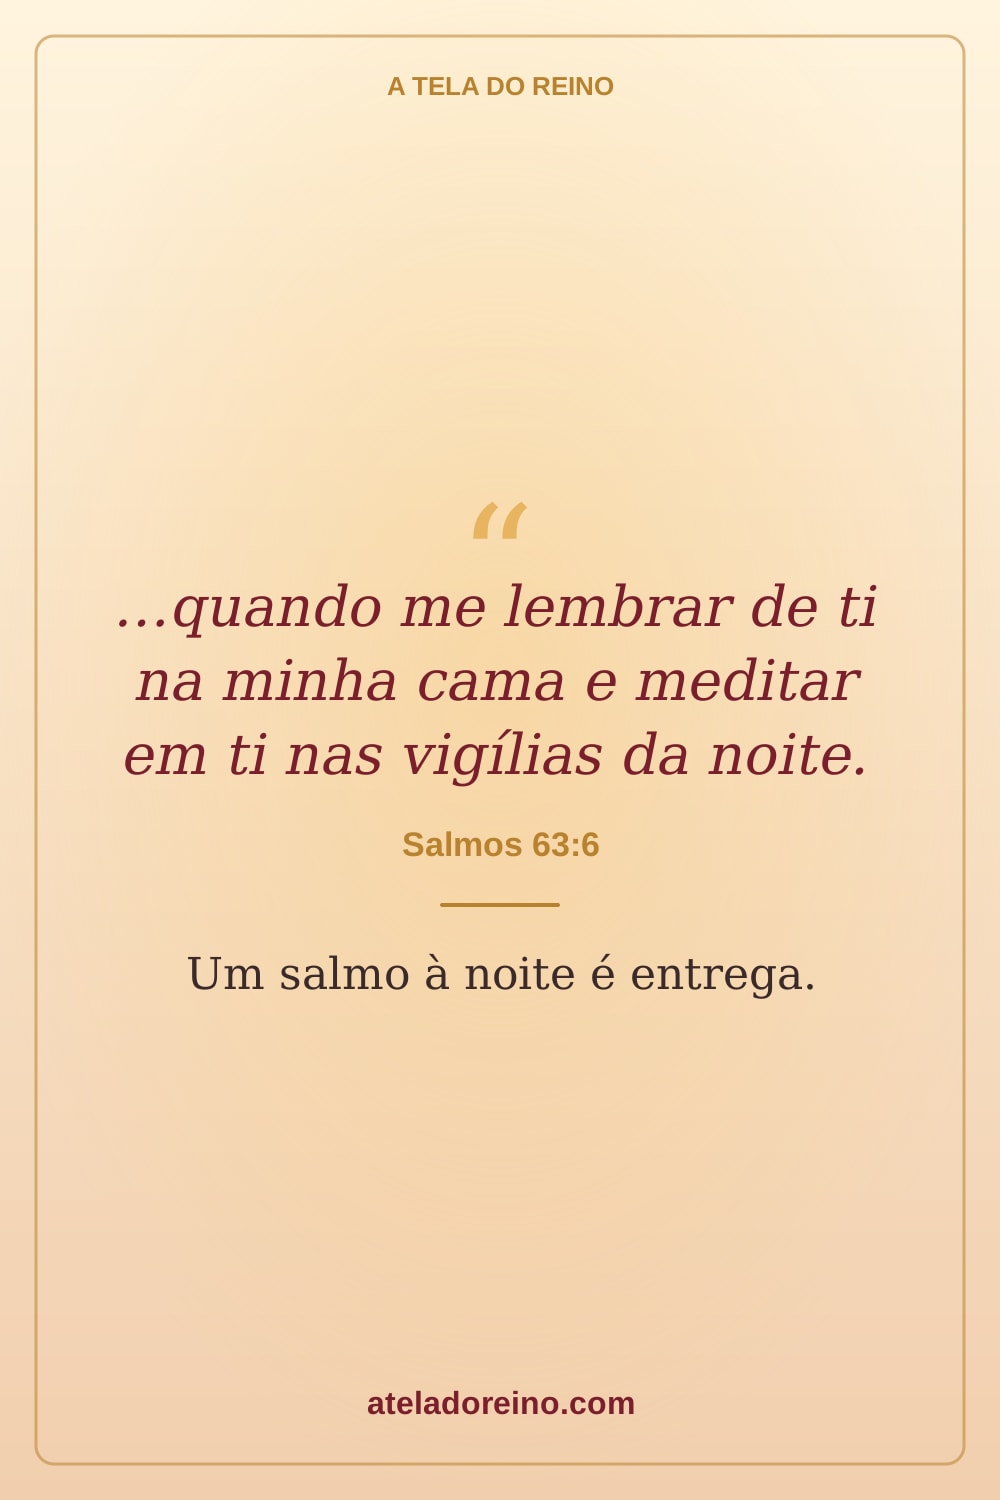 A TELA DO REINO
“
...quando me lembrar de ti
na minha cama e meditar
em ti nas vigílias da noite.
Salmos 63:6
Um salmo à noite é entrega.
ateladoreino.com